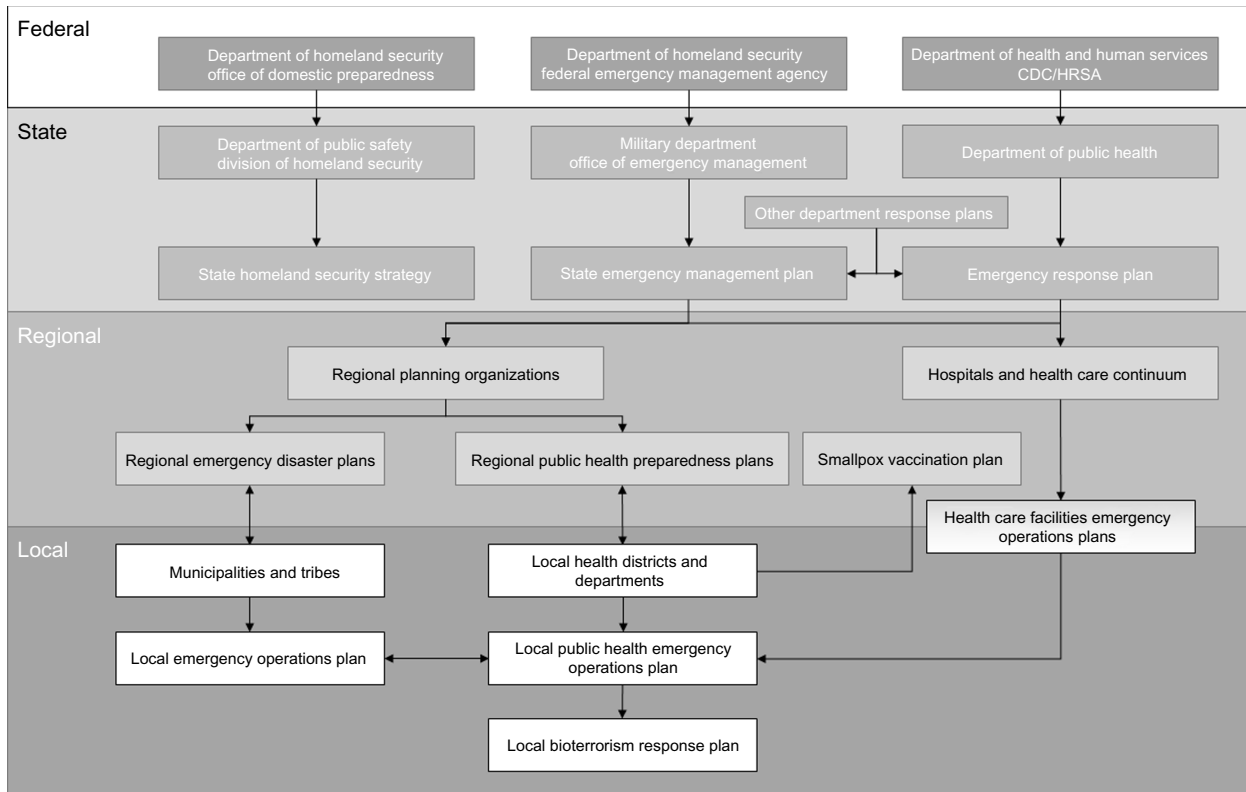 Federal
Department of homeland security
office of domestic preparedness
Department of homeland security
federal emergency management agency
Department of health and human services
CDC/HRSA
State
Department of public safety
division of homeland security
Military department
office of emergency management
Department of public health
Other department response plans
State homeland security strategy
State emergency management plan
Emergency response plan
Regional
Regional planning organizations
Hospitals and health care continuum
Regional emergency disaster plans
Regional public health preparedness plans
Smallpox vaccination plan
Health care facilities emergency
operations plans
Local
Municipalities and tribes
Local health districts and
departments
Local emergency operations plan
Local public health emergency
operations plan
Local bioterrorism response plan